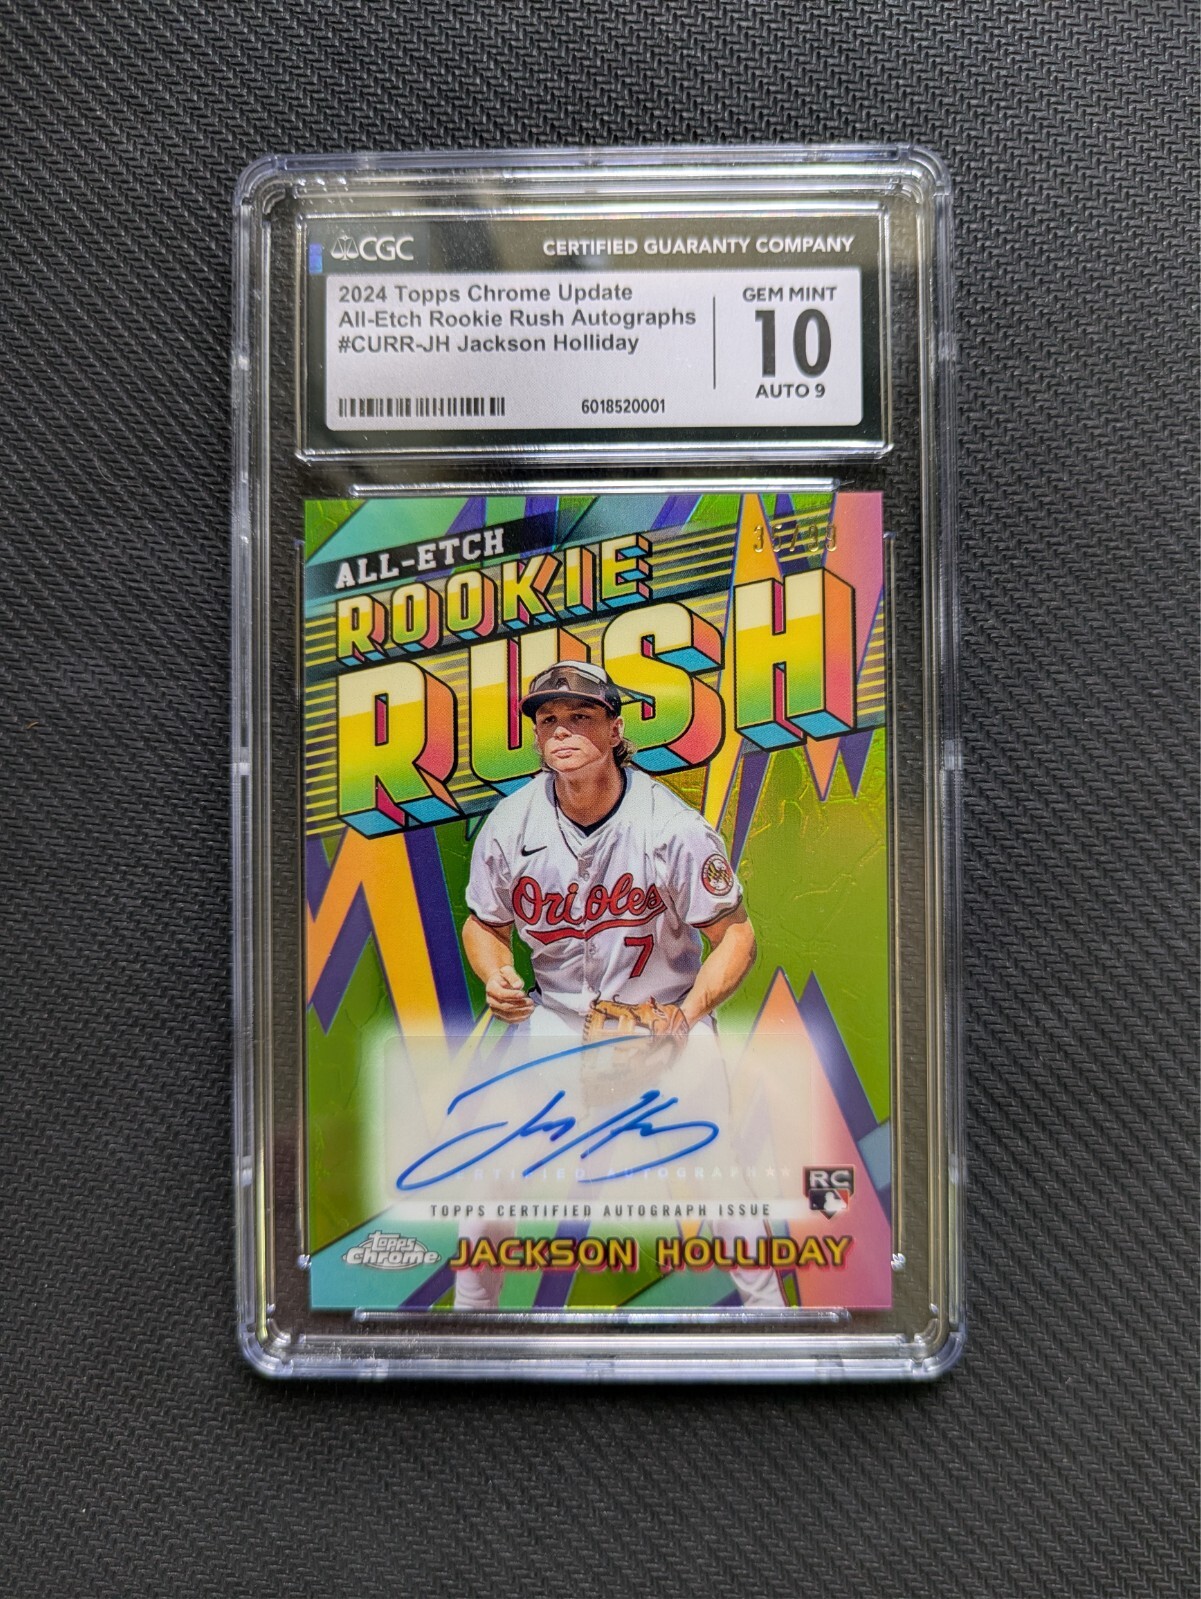 CGC CERTIFIED GUARANTY COMPANY
2024 Topps Chrome Update
All-Etch Rookie Rush Autographs
#CURR-JH Jackson Holliday
GEM MINT
10
AUTO 9
6018520001
ALL-ETCH
ROOKIE
RUSH
Orioles
7
CERTIFIED AUTOGRAPH
TOPPS CERTIFIED AUTOGRAPH ISSUE
RC
Topps
Chrome
JACKSON HOLLIDAY